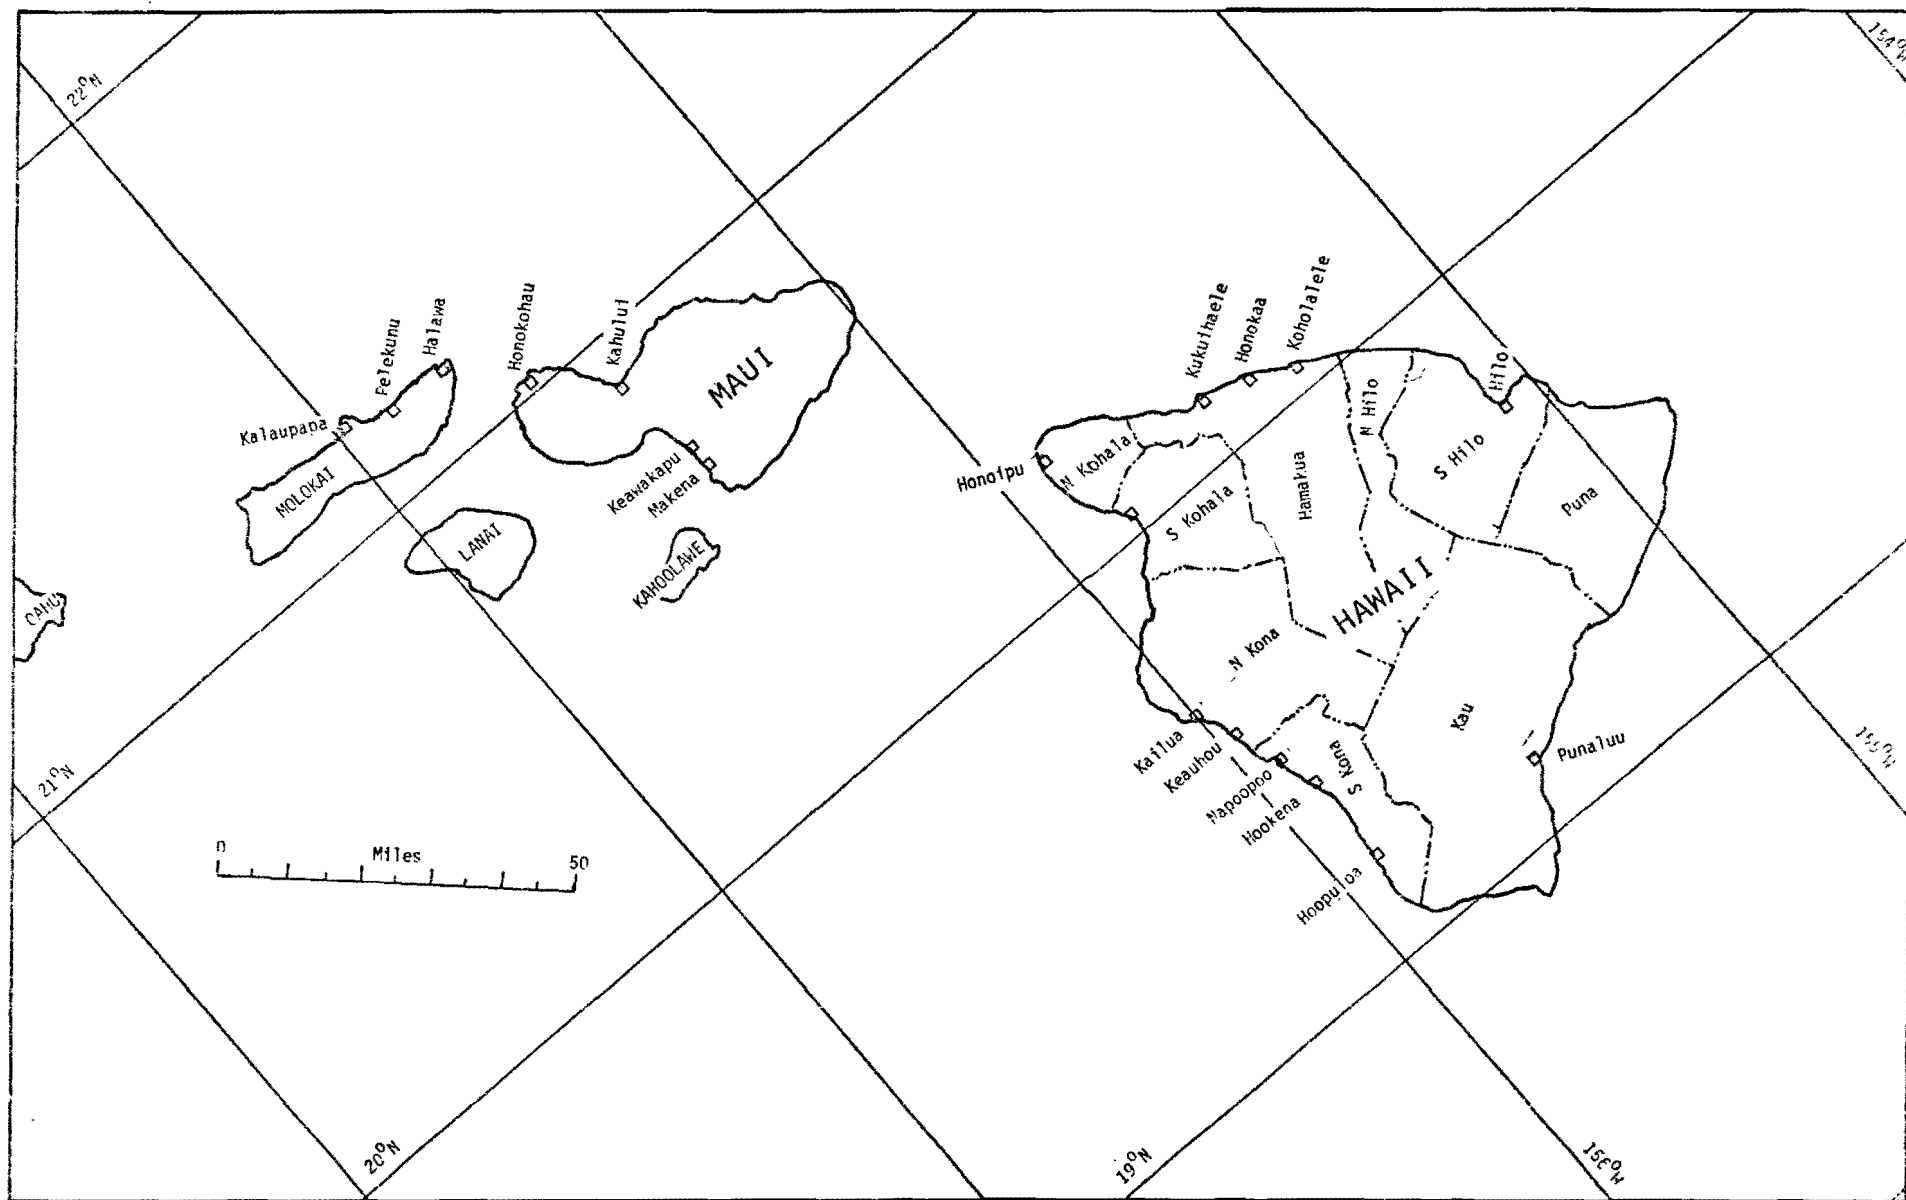 154°W
22°N
Honokohau
Kahului
Halawa
Pelekunu
Kalaupapa
MOLOKAI
LANAI
MAUI
Keawakapu
Makena
KAHOOLAWE
OAHU
Kukuihaele
Honokaa
Koholalele
Hilo
Honoipu
N Kohala
S Kohala
Hamakua
N Hilo
S Hilo
Puna
HAWAII
N Kona
Kau
S Kona
Kailua
Keauhou
Napoopoo
Hookena
Hoopuloa
Punaluu
155°W
21°N
0 Miles 50
20°N
19°N
156°W